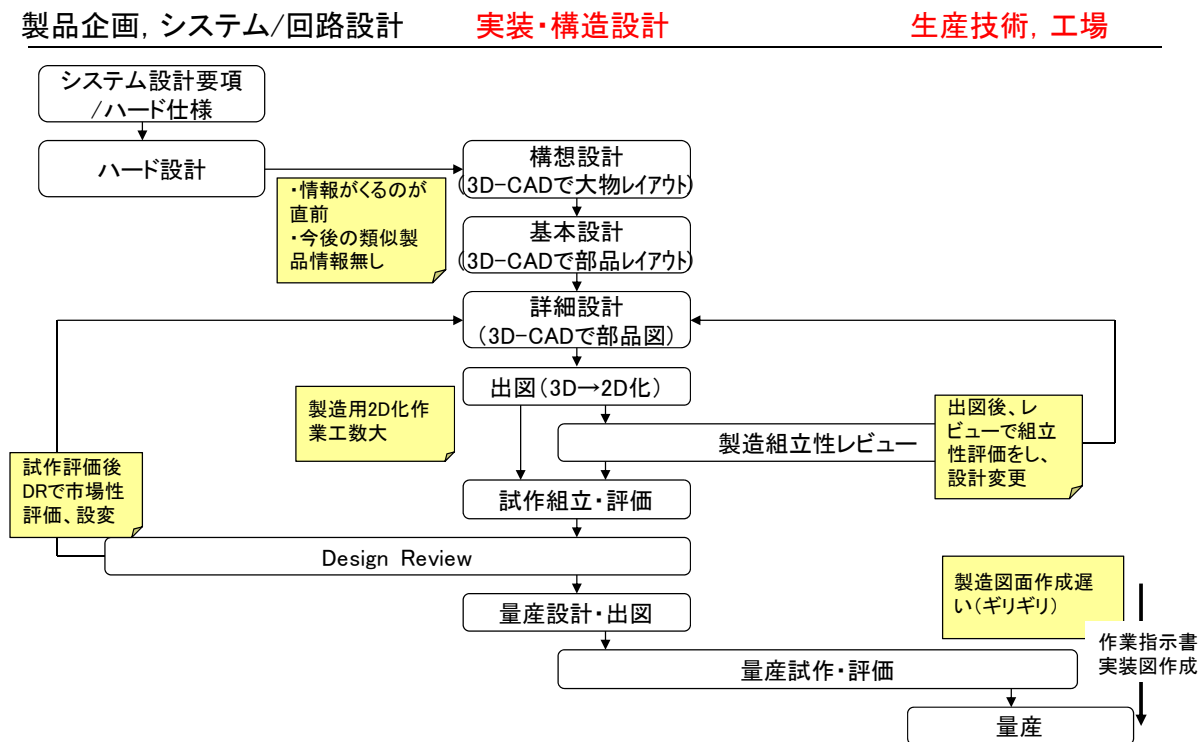 製品企画, システム/回路設計
実装・構造設計
生産技術, 工場
システム設計要項
/ハード仕様
ハード設計
構想設計
(3D-CADで大物レイアウト)
・情報がくるのが
直前
・今後の類似製
品情報無し
基本設計
(3D-CADで部品レイアウト)
詳細設計
(3D-CADで部品図)
出図(3D→2D化)
製造用2D化作
業工数大
製造組立性レビュー
出図後、レ
ビューで組立
性評価をし、
設計変更
試作評価後
DRで市場性
評価、設変
試作組立・評価
Design Review
製造図面作成遅
い(ギリギリ)
量産設計・出図
作業指示書
実装図作成
量産試作・評価
量産